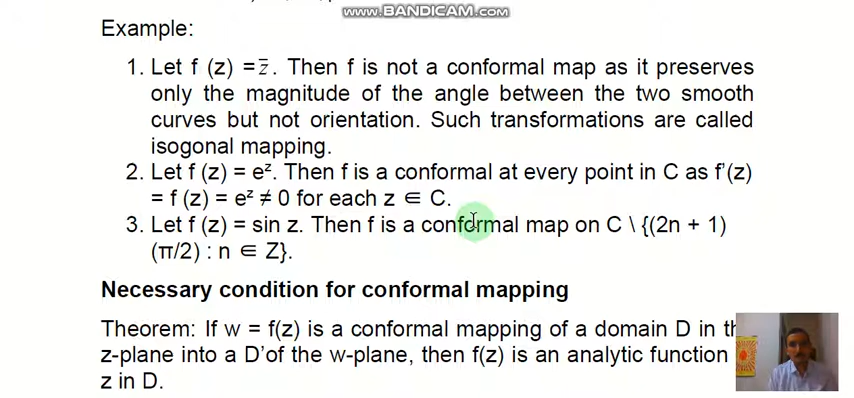 WWW.BANDICAM.COM
Example:
1. Let f (z) = z̅. Then f is not a conformal map as it preserves
only the magnitude of the angle between the two smooth
curves but not orientation. Such transformations are called
isogonal mapping.
2. Let f (z) = eᶻ. Then f is a conformal at every point in C as f'(z)
= f (z) = eᶻ ≠ 0 for each z ∈ C.
3. Let f (z) = sin z. Then f is a conformal map on C \ {(2n + 1)
(π/2) : n ∈ Z}.
Necessary condition for conformal mapping
Theorem: If w = f(z) is a conformal mapping of a domain D in
z-plane into a D'of the w-plane, then f(z) is an analytic function
z in D.